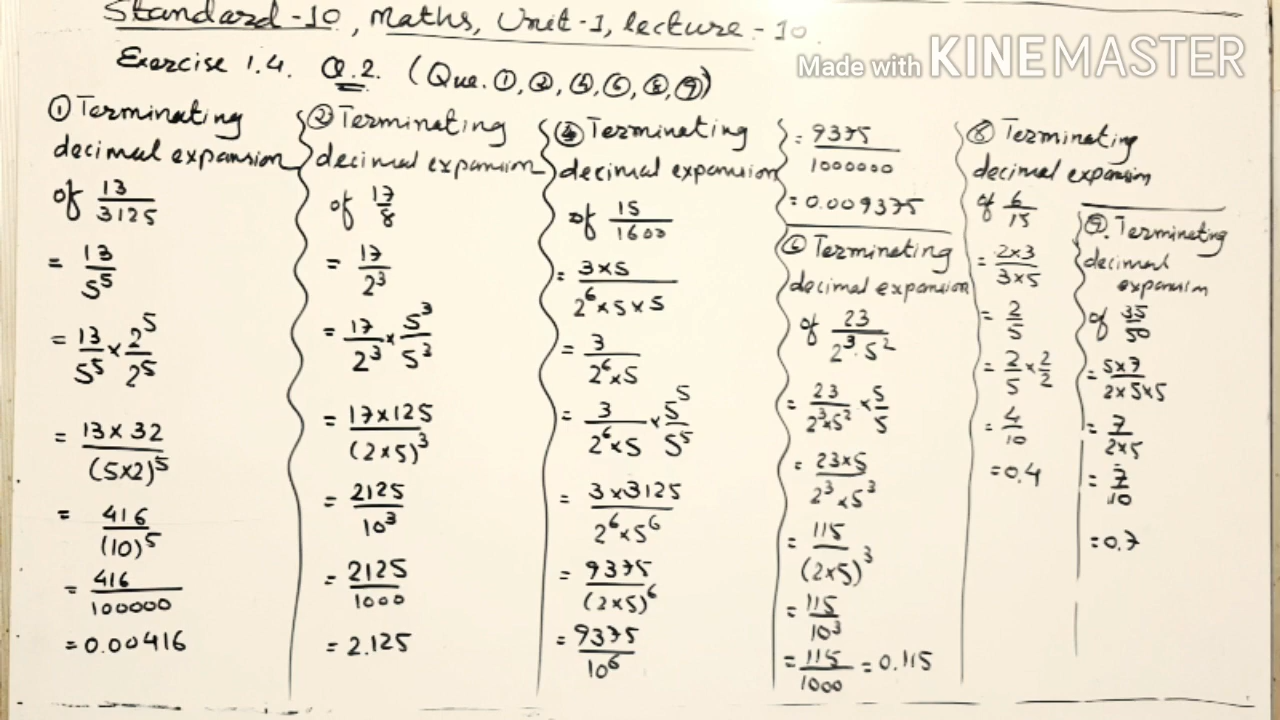 Standard-10, Maths, Unit-1, lecture-10.
Made with KINEMASTER
Exercise 1.4. Q.2. (Que. ①, ②, ④, ⑥, ⑧, ⑨)
① Terminating
decimal expansion
of 13/3125
= 13/5⁵
= 13/5⁵ × 2⁵/2⁵
= 13×32/(5×2)⁵
= 416/(10)⁵
= 416/100000
= 0.00416
② Terminating
decimal expansion
of 17/8
= 17/2³
= 17/2³ × 5³/5³
= 17×125/(2×5)³
= 2125/10³
= 2125/1000
= 2.125
④ Terminating
decimal expansion
of 15/1600
= 3×5/2⁶×5×5
= 3/2⁶×5
= 3/2⁶×5 × 5⁵/5⁵
= 3×3125/2⁶×5⁶
= 9375/(2×5)⁶
= 9375/10⁶
= 9375/1000000
= 0.009375
⑥ Terminating
decimal expansion
of 23/2³·5²
= 23/2³×5² × 5/5
= 23×5/2³×5³
= 115/(2×5)³
= 115/10³
= 115/1000 = 0.115
⑧ Terminating
decimal expansion
of 6/15
= 2×3/3×5
= 2/5
= 2/5 × 2/2
= 4/10
= 0.4
⑨. Terminating
decimal
expansion
of 35/50
= 5×7/2×5×5
= 7/2×5
= 7/10
= 0.7